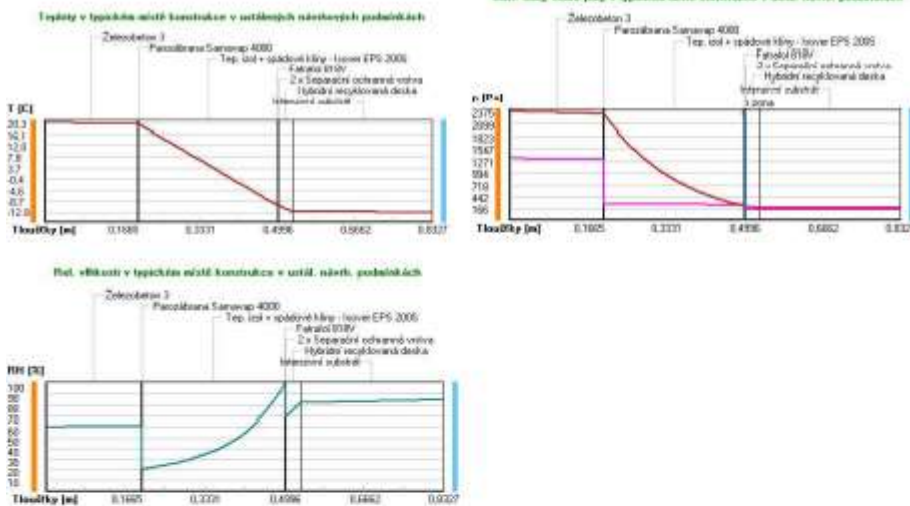 Teploty v typickém místě konstrukce v ustálených návrhových podmínkách
Železobeton 3
Parozábrana Sarnavap 4000
Tep. izol + spádové klíny - Isover EPS 200S
Fatrafol 818V
2 x Separační ochranná vrstva
Hybridní recyklovaná deska
Intenzivní substrát
T [C]
20,3
16,1
12,0
7,8
3,7
-0,4
-4,6
-8,7
-12,8
Tloušťky [m]
0,1665
0,3331
0,4996
0,6662
0,8327
Železobeton 3
Parozábrana Sarnavap 4000
Tep. izol + spádové klíny - Isover EPS 200S
Fatrafol 818V
2 x Separační ochranná vrstva
Hybridní recyklovaná deska
Intenzivní substrát
p [Pa]
2375
2099
1823
1547
1271
994
718
442
166
Tloušťky [m]
0,1665
0,3331
0,4996
0,6662
Rel. vlhkosti v typickém místě konstrukce v ustál. návrh. podmínkách
Železobeton 3
Parozábrana Sarnavap 4000
Tep. izol + spádové klíny - Isover EPS 200S
Fatrafol 818V
2 x Separační ochranná vrstva
Hybridní recyklovaná deska
Intenzivní substrát
RH [%]
100
90
80
70
60
50
40
30
20
10
Tloušťky [m]
0,1665
0,3331
0,4996
0,6662
0,8327